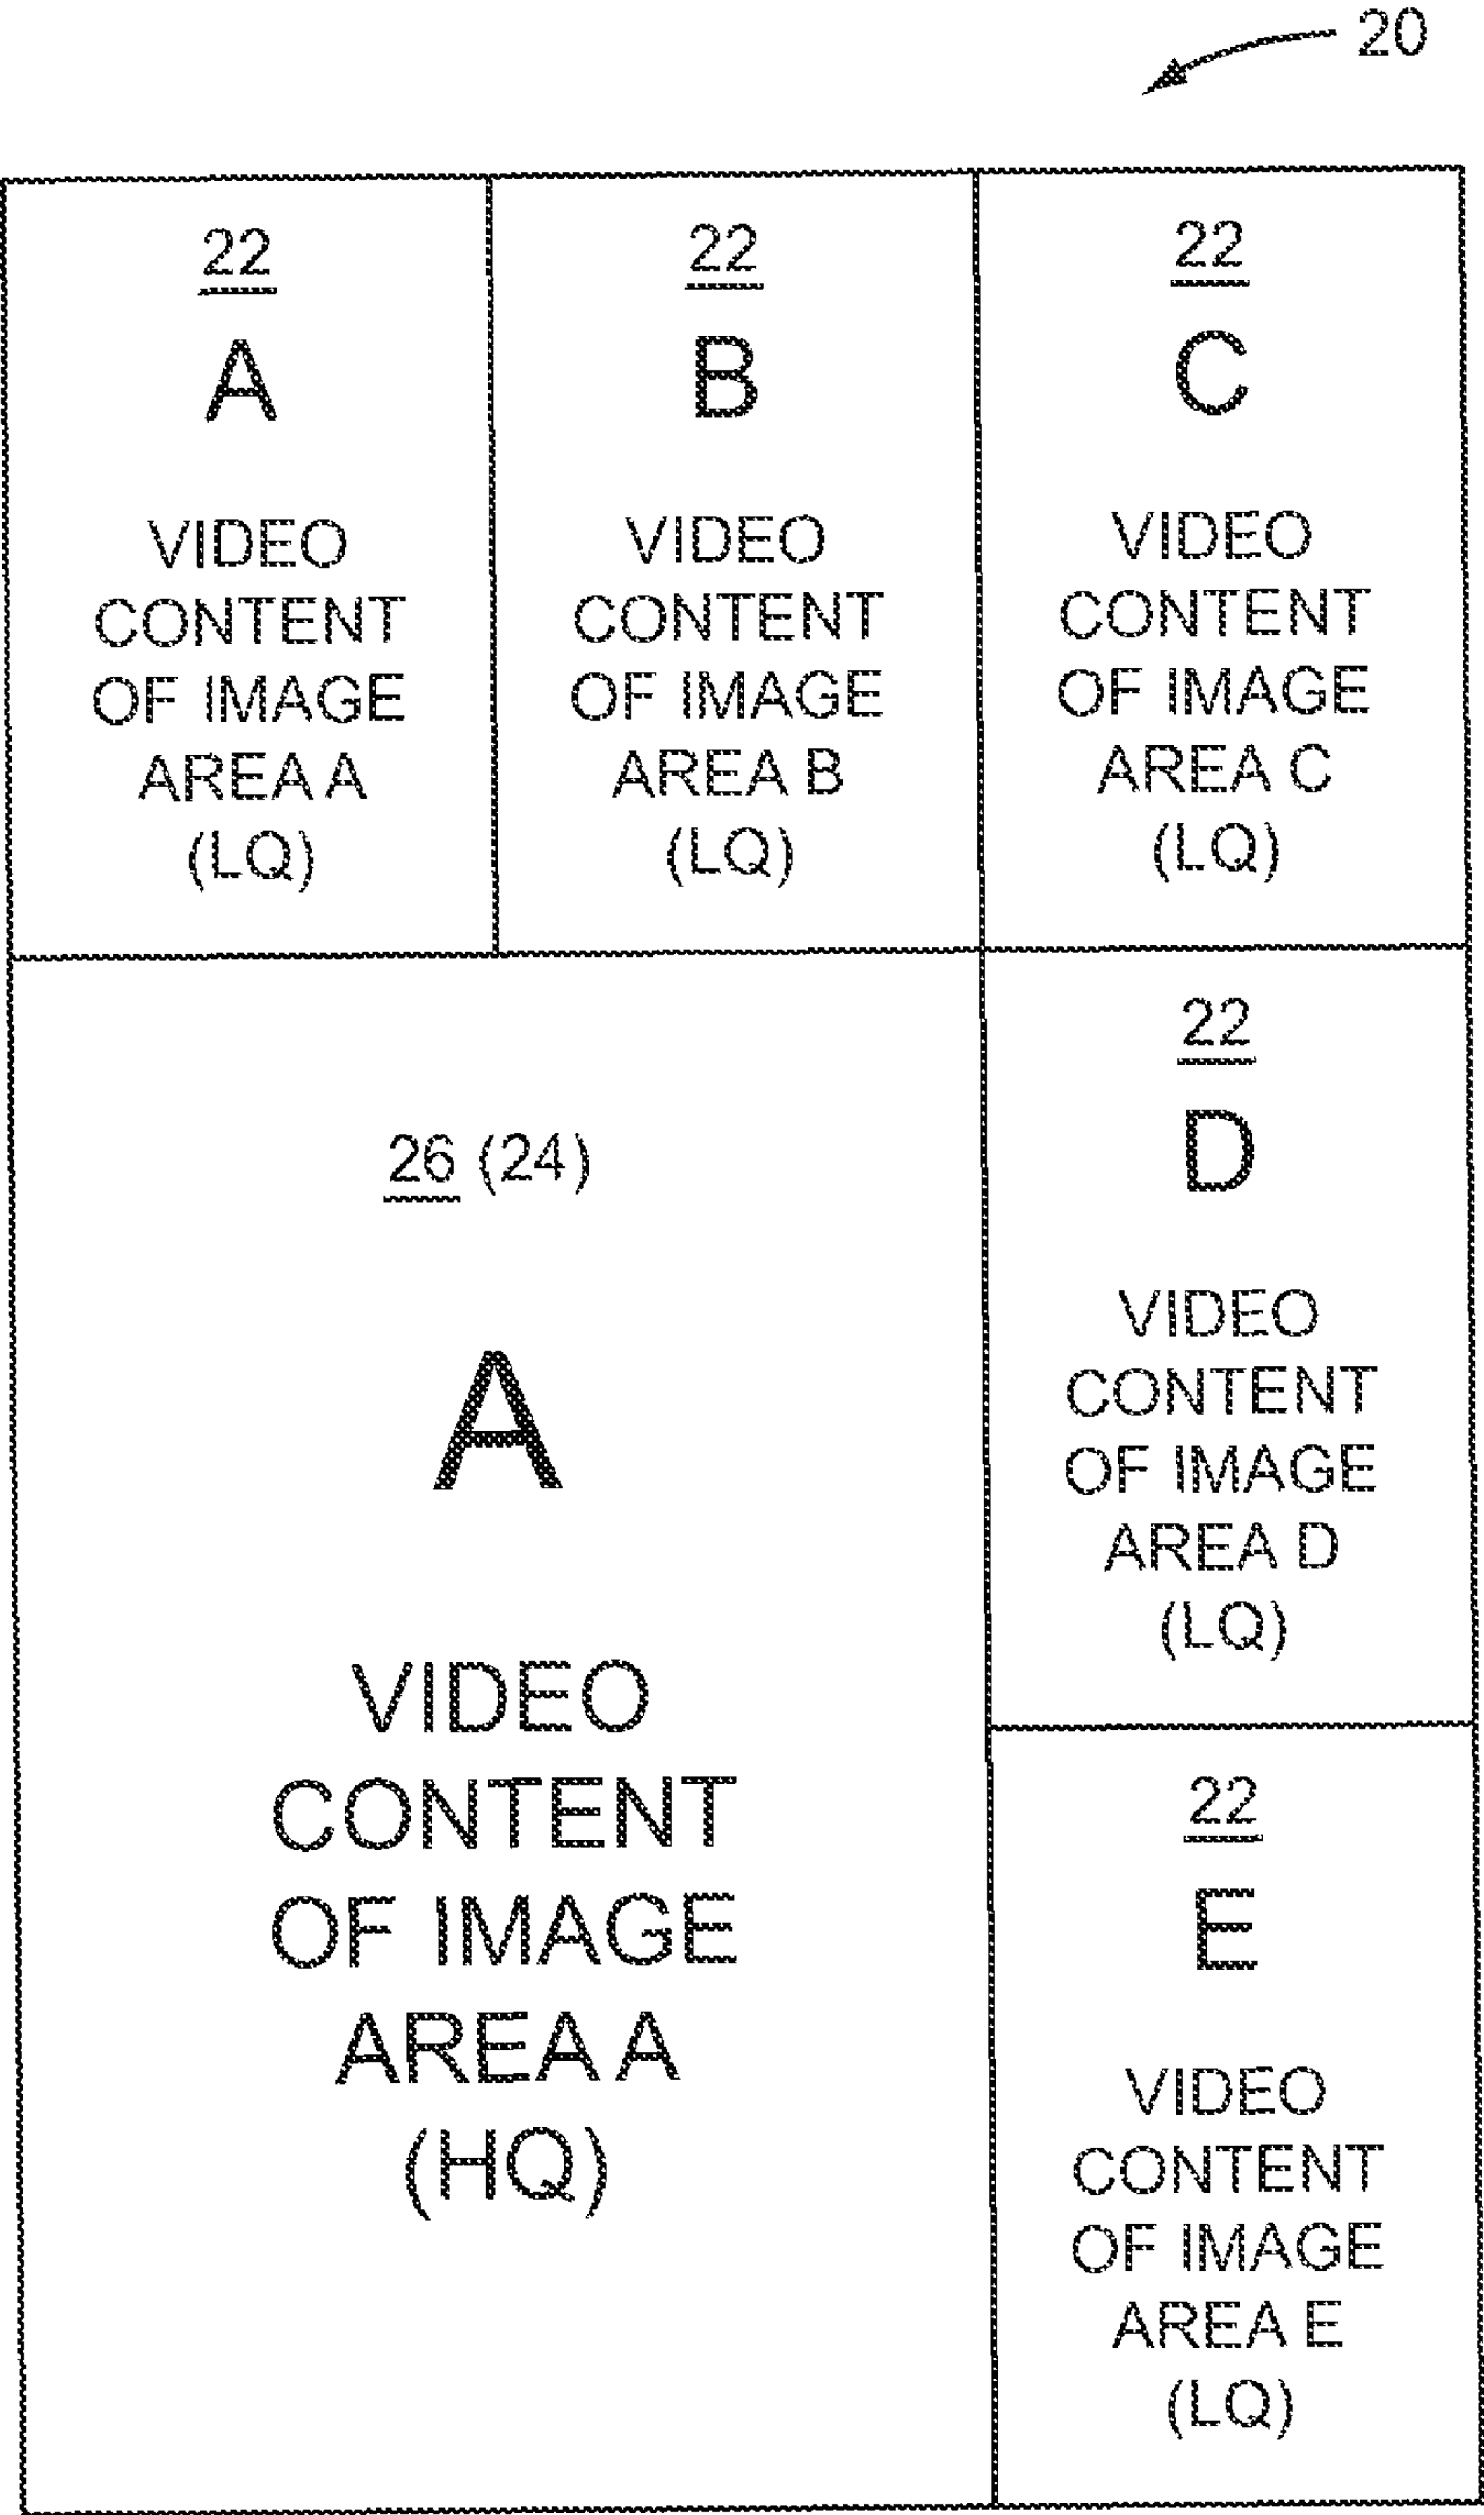 20
22
A
VIDEO
CONTENT
OF IMAGE
AREA A
(LQ)
22
B
VIDEO
CONTENT
OF IMAGE
AREA B
(LQ)
22
C
VIDEO
CONTENT
OF IMAGE
AREA C
(LQ)
26 (24)
A
VIDEO
CONTENT
OF IMAGE
AREA A
(HQ)
22
D
VIDEO
CONTENT
OF IMAGE
AREA D
(LQ)
22
E
VIDEO
CONTENT
OF IMAGE
AREA E
(LQ)